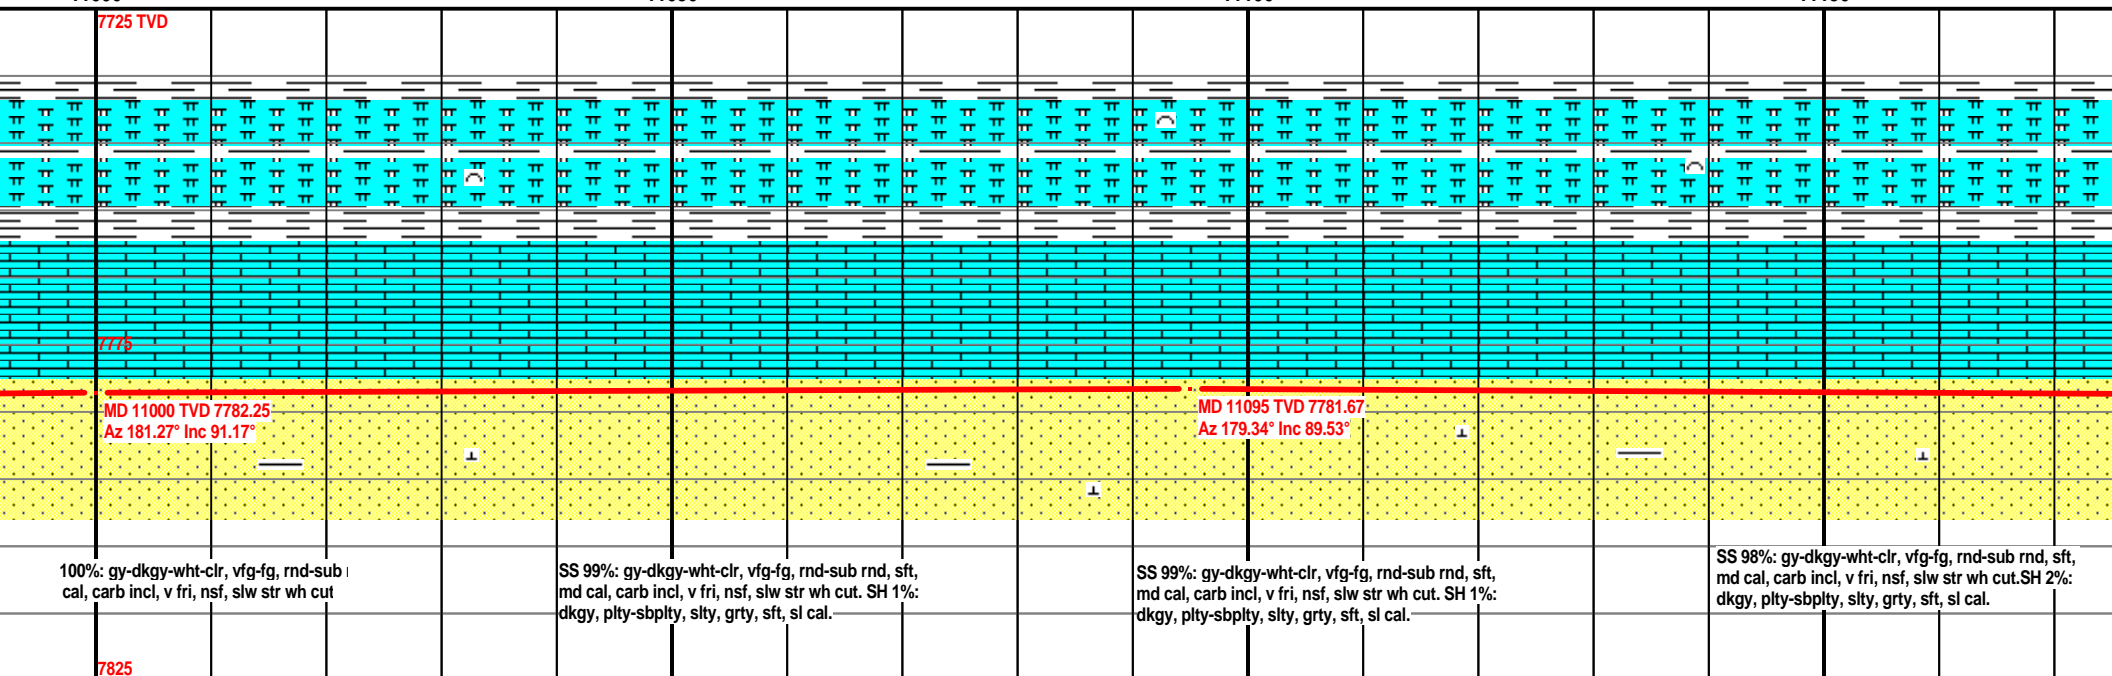 7725 TVD
7775
MD 11000 TVD 7782.25
Az 181.27° Inc 91.17°
MD 11095 TVD 7781.67
Az 179.34° Inc 89.53°
100%: gy-dkgy-wht-clr, vfg-fg, rnd-sub
cal, carb incl, v fri, nsf, slw str wh cut
SS 99%: gy-dkgy-wht-clr, vfg-fg, rnd-sub rnd, sft,
md cal, carb incl, v fri, nsf, slw str wh cut. SH 1%:
dkgy, plty-sbplty, slty, grty, sft, sl cal.
SS 99%: gy-dkgy-wht-clr, vfg-fg, rnd-sub rnd, sft,
md cal, carb incl, v fri, nsf, slw str wh cut. SH 1%:
dkgy, plty-sbplty, slty, grty, sft, sl cal.
SS 98%: gy-dkgy-wht-clr, vfg-fg, rnd-sub rnd, sft,
md cal, carb incl, v fri, nsf, slw str wh cut.SH 2%:
dkgy, plty-sbplty, slty, grty, sft, sl cal.
7825